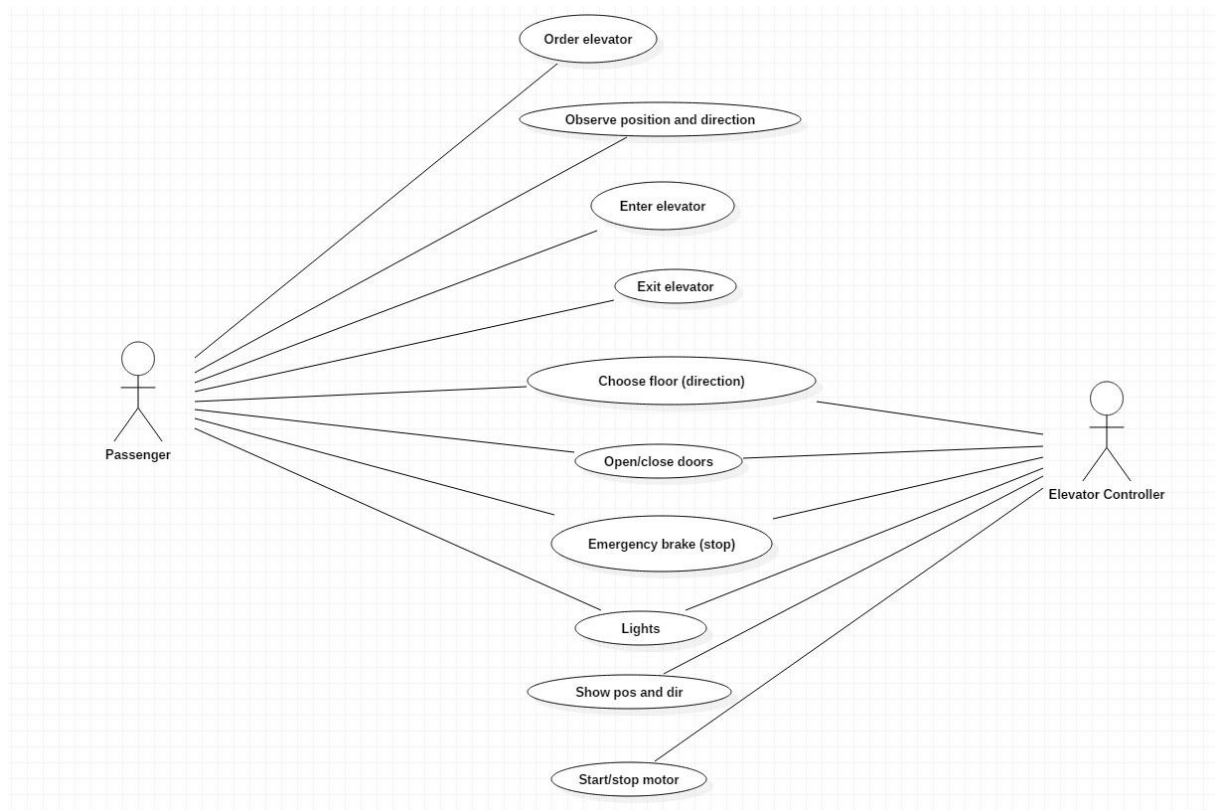 Order elevator
Observe position and direction
Enter elevator
Exit elevator
Choose floor (direction)
Passenger
Open/close doors
Elevator Controller
Emergency brake (stop)
Lights
Show pos and dir
Start/stop motor